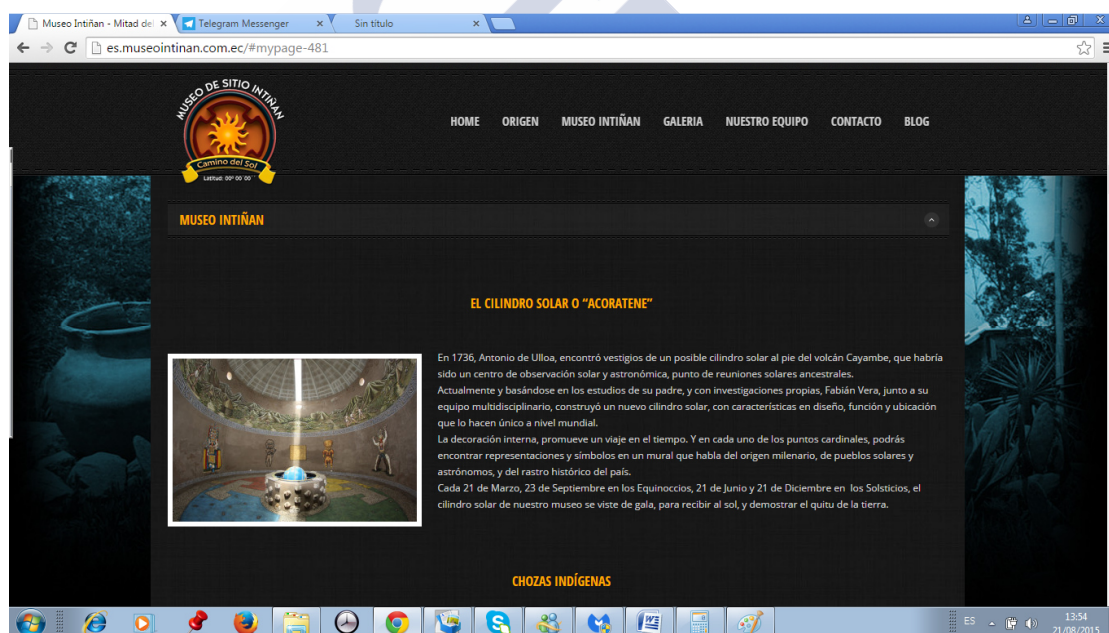 Museo Intiñan - Mitad del
Telegram Messenger
Sin título
es.museointinan.com.ec/#mypage-481
MUSEO DE SITIO INTIÑAN
Camino del Sol
Latitud: 00º 00' 00''
HOME ORIGEN MUSEO INTIÑAN GALERIA NUESTRO EQUIPO CONTACTO BLOG
MUSEO INTIÑAN
EL CILINDRO SOLAR O “ACORATENE”
En 1736, Antonio de Ulloa, encontró vestigios de un posible cilindro solar al pie del volcán Cayambe, que habría
sido un centro de observación solar y astronómica, punto de reuniones solares ancestrales.
Actualmente y basándose en los estudios de su padre, y con investigaciones propias, Fabián Vera, junto a su
equipo multidisciplinario, construyó un nuevo cilindro solar, con características en diseño, función y ubicación
que lo hacen único a nivel mundial.
La decoración interna, promueve un viaje en el tiempo. Y en cada uno de los puntos cardinales, podrás
encontrar representaciones y símbolos en un mural que habla del origen milenario, de pueblos solares y
astrónomos, y del rastro histórico del país.
Cada 21 de Marzo, 23 de Septiembre en los Equinoccios, 21 de Junio y 21 de Diciembre en los Solsticios, el
cilindro solar de nuestro museo se viste de gala, para recibir al sol, y demostrar el quitu de la tierra.
CHOZAS INDÍGENAS
ES
13:54
21/08/2015